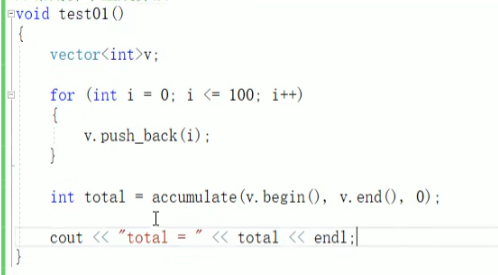 void test01()
{
vector<int>v;
for (int i = 0; i <= 100; i++)
{
v.push_back(i);
}
int total = accumulate(v.begin(), v.end(), 0);
cout << "total = " << total << endl;
}